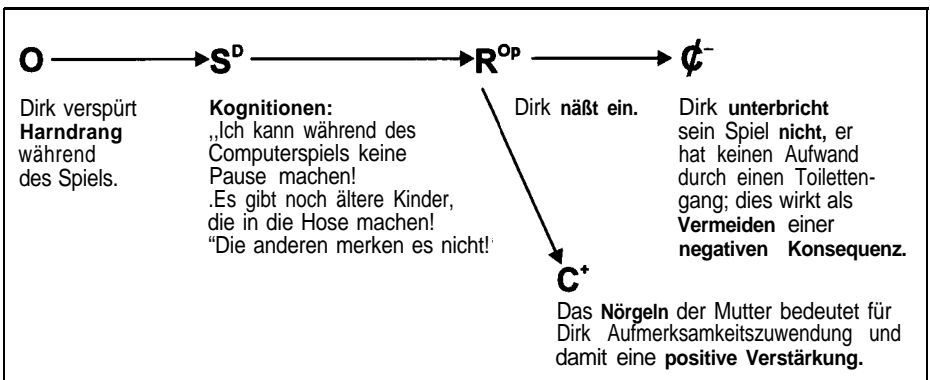 O S^D R^Op ₵^-
Dirk verspürt
Harndrang
während
des Spiels.
Kognitionen:
,,Ich kann während des
Computerspiels keine
Pause machen!
.Es gibt noch ältere Kinder,
die in die Hose machen!
“Die anderen merken es nicht!‘
Dirk näßt ein.
Dirk unterbricht
sein Spiel nicht, er
hat keinen Aufwand
durch einen Toiletten-
gang; dies wirkt als
Vermeiden einer
negativen Konsequenz.
C^+
Das Nörgeln der Mutter bedeutet für
Dirk Aufmerksamkeitszuwendung und
damit eine positive Verstärkung.